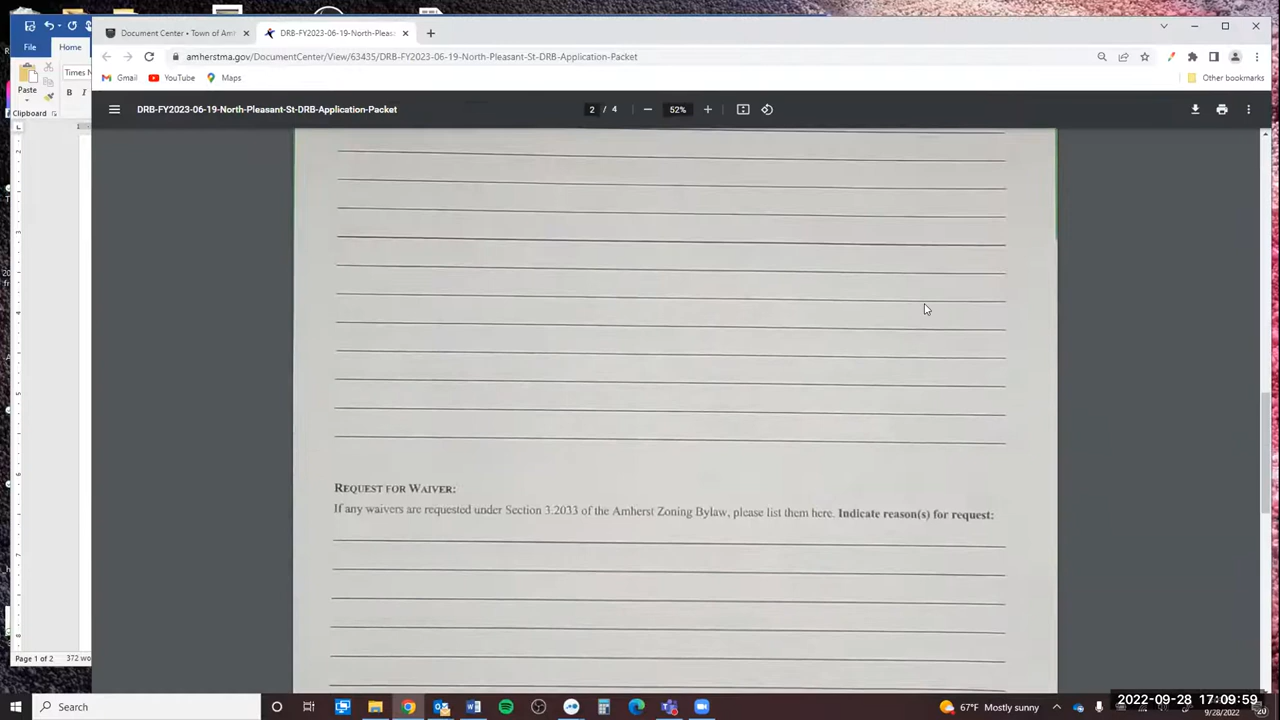 File
Home
Paste
Clipboard
Times N
B I
Document Center • Town of Am
DRB-FY2023-06-19-North-Pleas
amherstma.gov/DocumentCenter/View/63435/DRB-FY2023-06-19-North-Pleasant-St-DRB-Application-Packet
Gmail
YouTube
Maps
Other bookmarks
DRB-FY2023-06-19-North-Pleasant-St-DRB-Application-Packet
2 / 4
52%
REQUEST FOR WAIVER:
If any waivers are requested under Section 3.2033 of the Amherst Zoning Bylaw, please list them here. Indicate reason(s) for request:
Page 1 of 2
372 wo
Search
67°F Mostly sunny
2022-09-28 17:09:59
9/28/2022
20